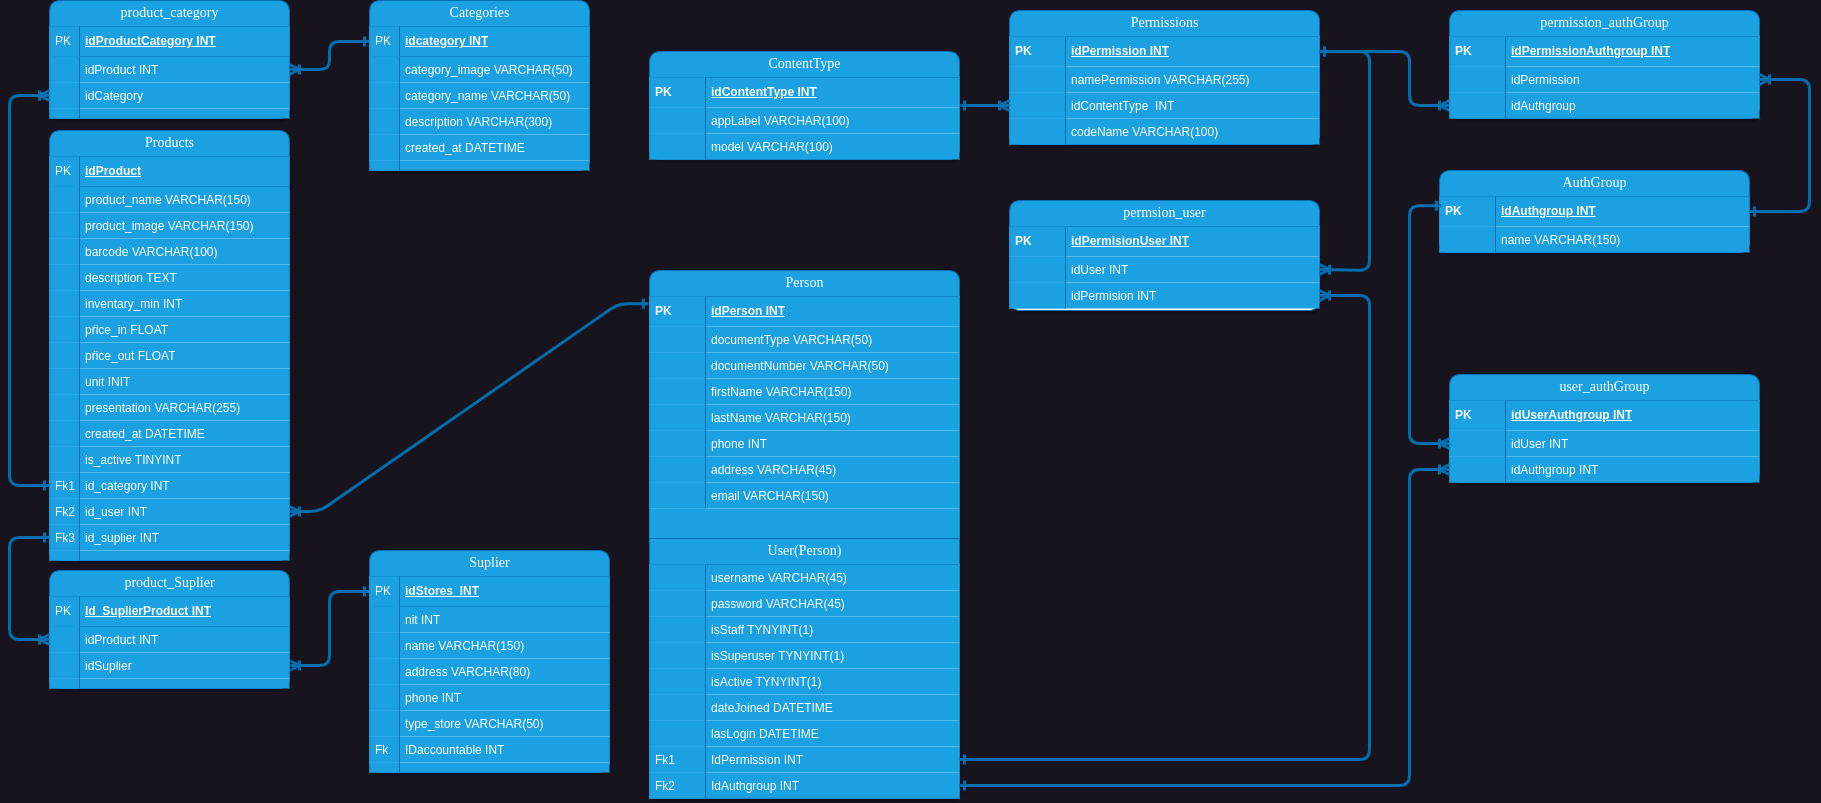 product_category
PK idProductCategory INT
idProduct INT
idCategory
Categories
PK idcategory INT
category_image VARCHAR(50)
category_name VARCHAR(50)
description VARCHAR(300)
created_at DATETIME
Products
PK idProduct
product_name VARCHAR(150)
product_image VARCHAR(150)
barcode VARCHAR(100)
description TEXT
inventory_min INT
price_in FLOAT
price_out FLOAT
unit INIT
presentation VARCHAR(255)
created_at DATETIME
is_active TINYINT
Fk1 id_category INT
Fk2 id_user INT
Fk3 id_suplier INT
product_Suplier
PK Id_SuplierProduct INT
idProduct INT
idSuplier
Suplier
PK idStores INT
nit INT
name VARCHAR(150)
address VARCHAR(80)
phone INT
type_store VARCHAR(50)
Fk IDaccountable INT
ContentType
PK idContentType INT
appLabel VARCHAR(100)
model VARCHAR(100)
Person
PK idPerson INT
documentType VARCHAR(50)
documentNumber VARCHAR(50)
firstName VARCHAR(150)
lastName VARCHAR(150)
phone INT
address VARCHAR(45)
email VARCHAR(150)
User(Person)
username VARCHAR(45)
password VARCHAR(45)
isStaff TYNYINT(1)
isSuperuser TYNYINT(1)
isActive TYNYINT(1)
dateJoined DATETIME
lasLogin DATETIME
Fk1 IdPermission INT
Fk2 IdAuthgroup INT
Permissions
PK idPermission INT
namePermission VARCHAR(255)
idContentType INT
codeName VARCHAR(100)
permsion_user
PK idPermisionUser INT
idUser INT
idPermision INT
permission_authGroup
PK idPermissionAuthgroup INT
idPermission
idAuthgroup
AuthGroup
PK idAuthgroup INT
name VARCHAR(150)
user_authGroup
PK idUserAuthgroup INT
idUser INT
idAuthgroup INT